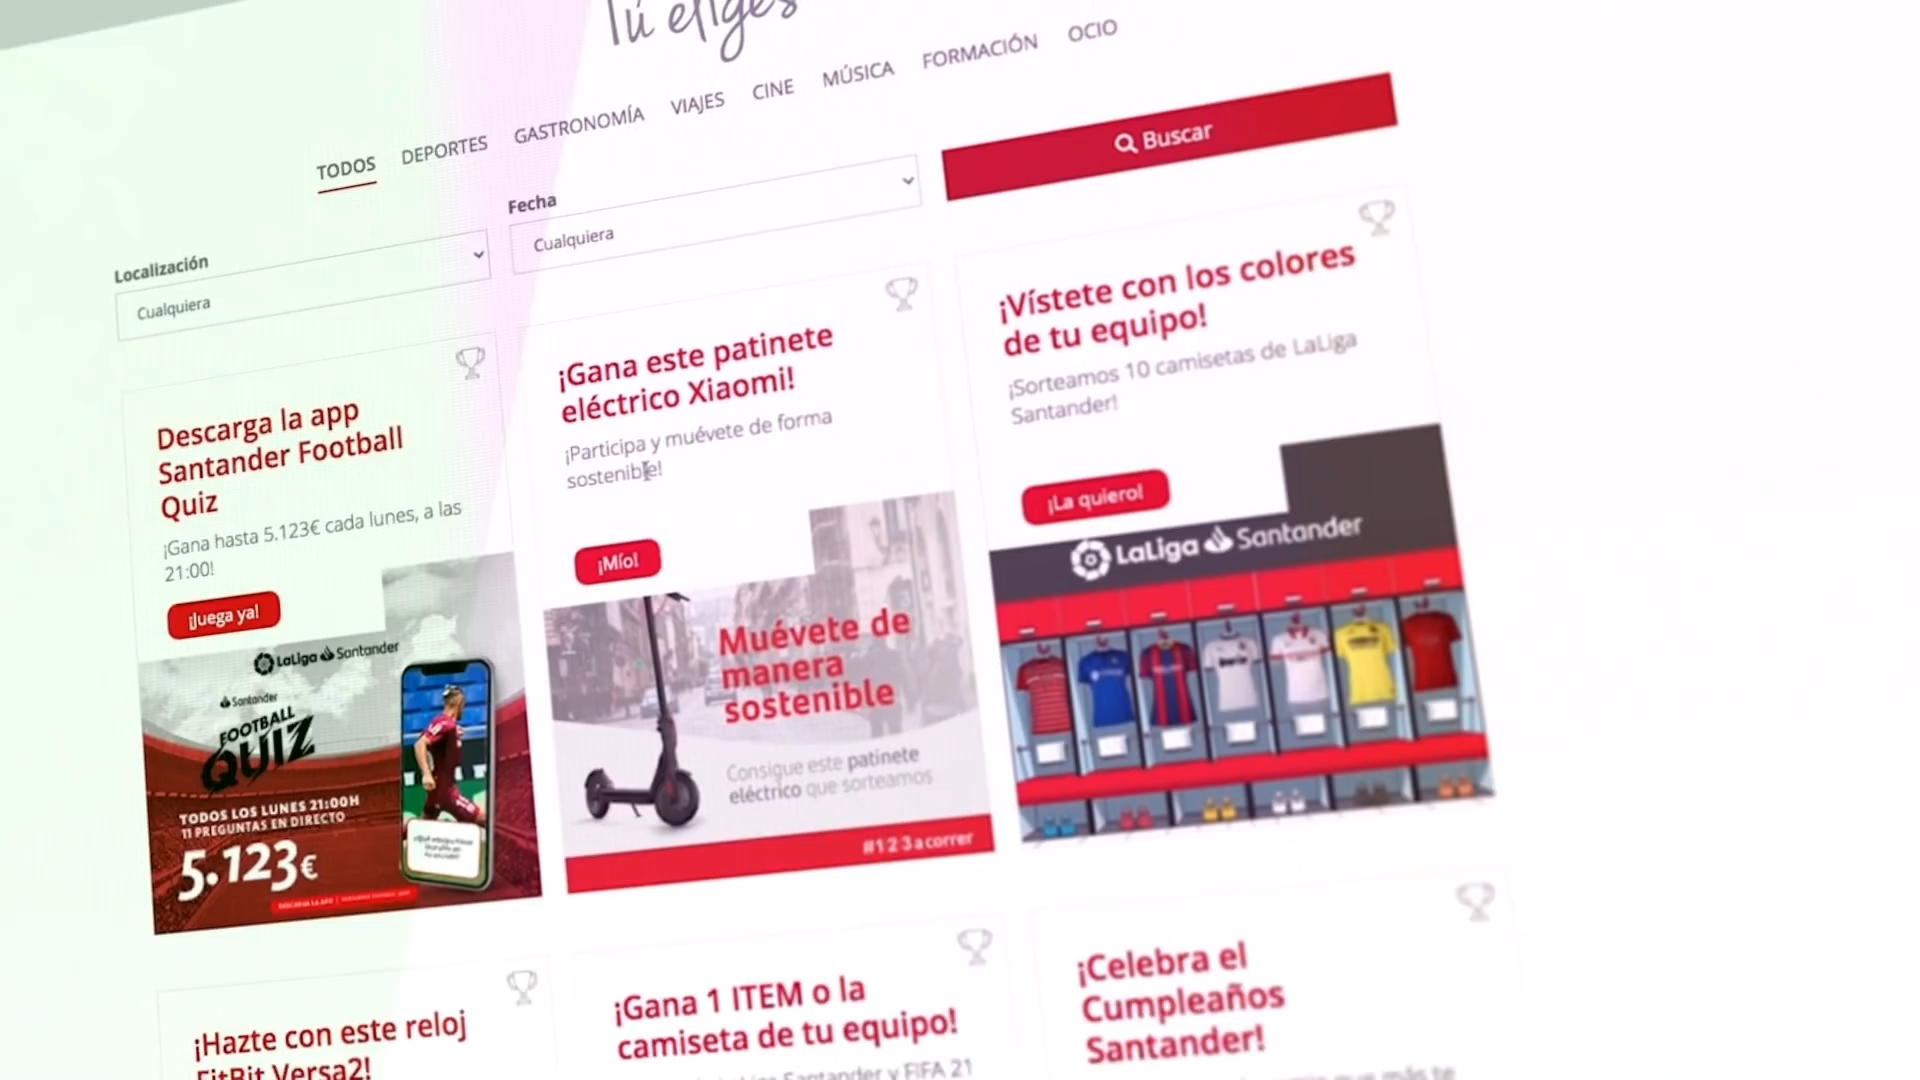 Tú eliges
TODOS DEPORTES GASTRONOMÍA VIAJES CINE MÚSICA FORMACIÓN OCIO
Localización
Cualquiera
Fecha
Cualquiera
Buscar
Descarga la app
Santander Football
Quiz
¡Gana hasta 5.123€ cada lunes, a las
21:00!
¡Juega ya!
LaLiga Santander
Santander
FOOTBALL
QUIZ
TODOS LOS LUNES 21:00H
11 PREGUNTAS EN DIRECTO
5.123€
¡Gana este patinete
eléctrico Xiaomi!
¡Participa y muévete de forma
sostenible!
¡Mío!
Muévete de
manera
sostenible
Consigue este patinete
eléctrico que sorteamos
#123acorrer
¡Vístete con los colores
de tu equipo!
¡Sorteamos 10 camisetas de LaLiga
Santander!
¡La quiero!
LaLiga Santander
¡Hazte con este reloj
FitBit Versa2!
¡Gana 1 ITEM o la
camiseta de tu equipo!
Santander y FIFA 21
¡Celebra el
Cumpleaños
Santander!
que más te